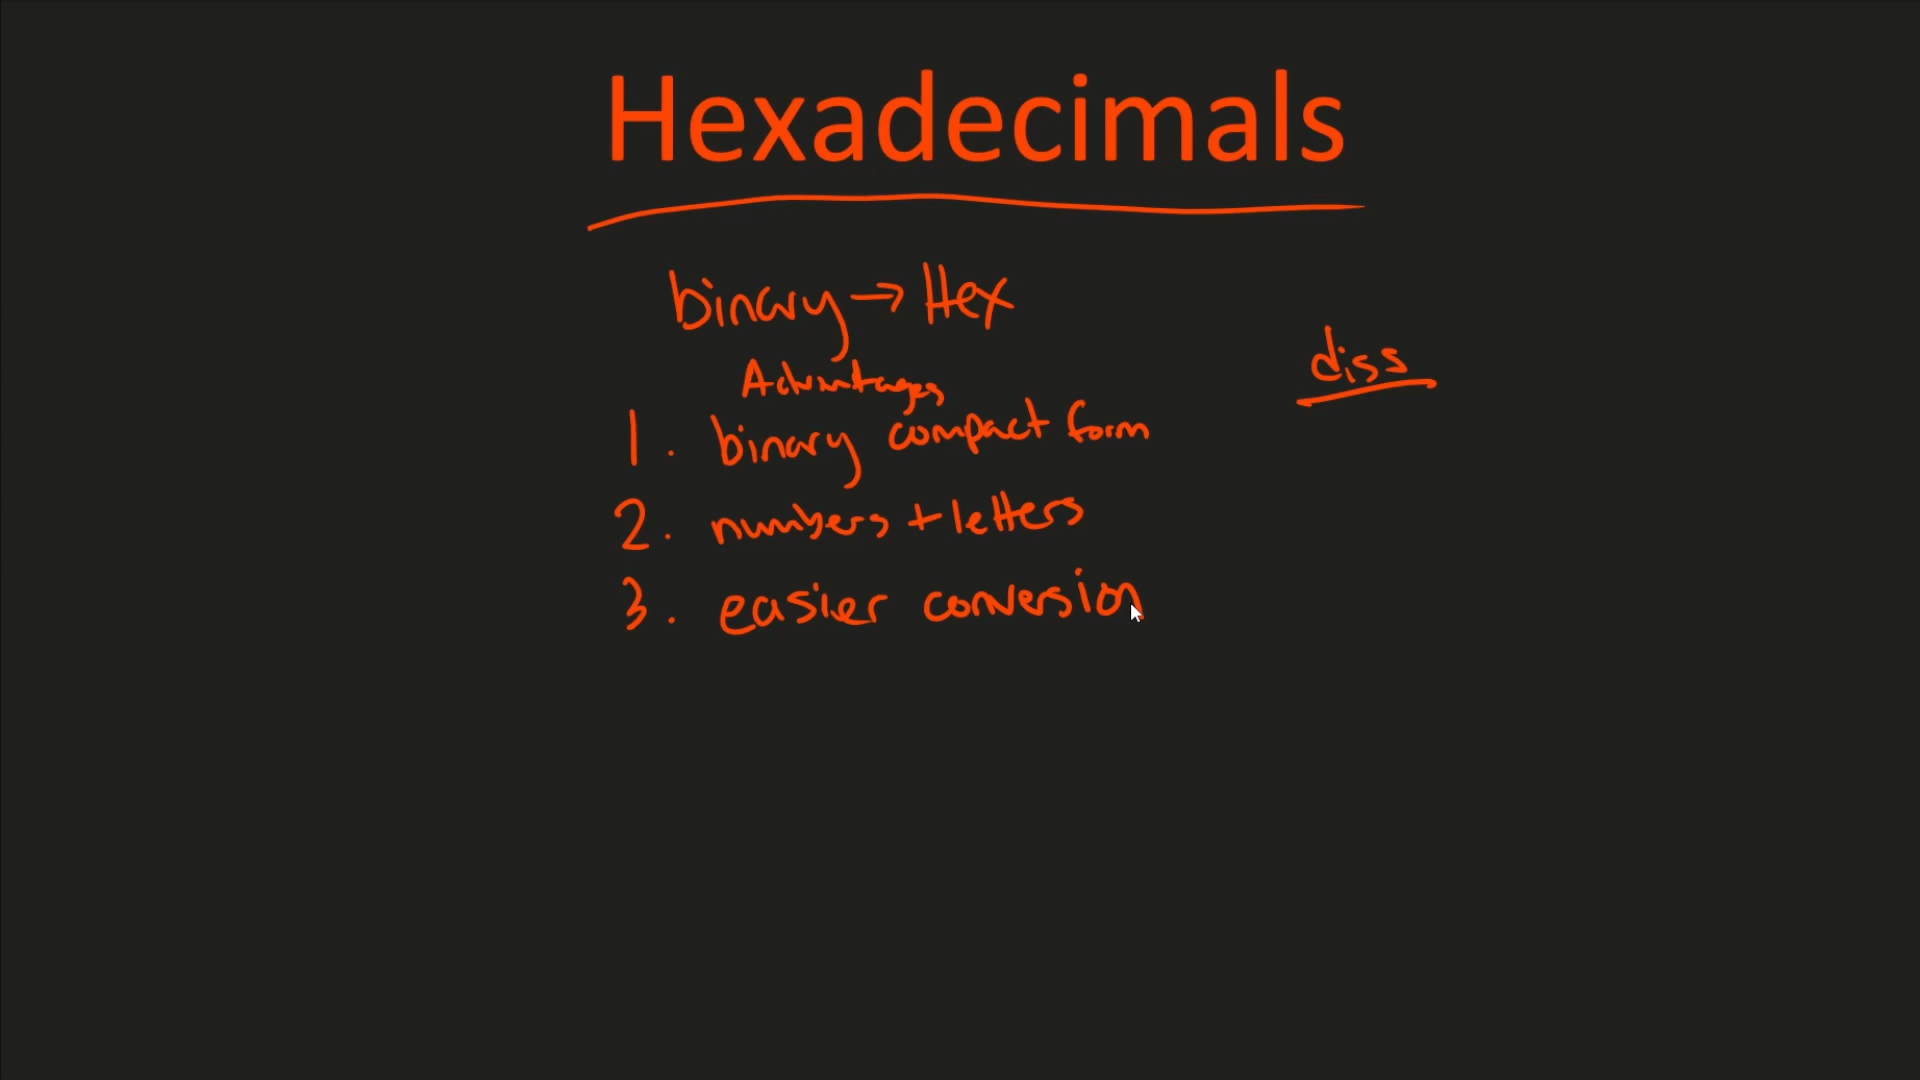 Hexadecimals
binary → Hex
Advantages
1. binary compact form
2. numbers + letters
3. easier conversion
diss